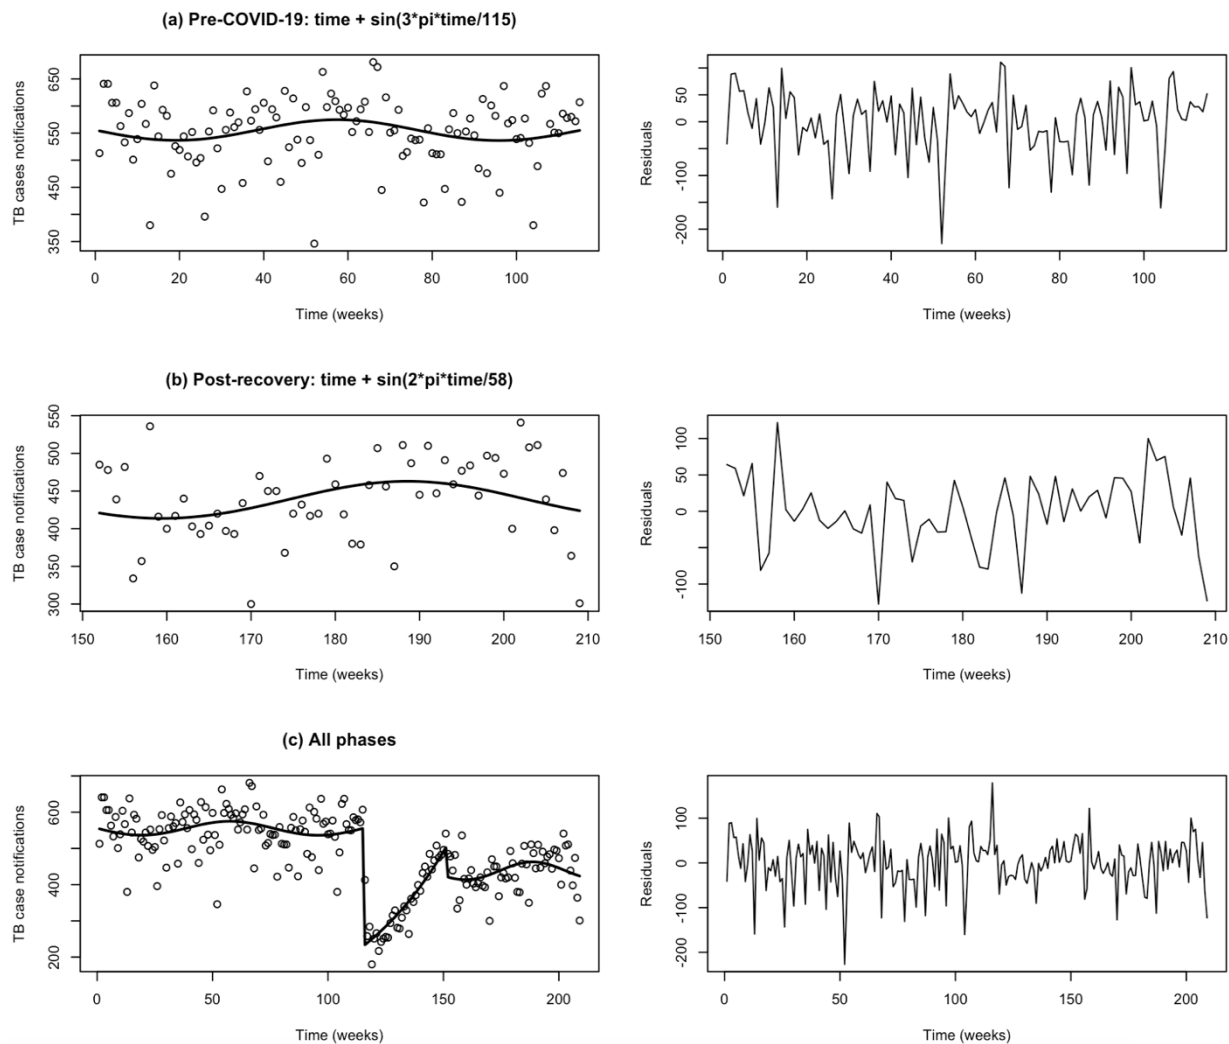 (a) Pre-COVID-19: time + sin(3*pi*time/115)
TB cases notifications
350
450
550
650
0 20 40 60 80 100
Time (weeks)
Residuals
-200
-100
0
50
0 20 40 60 80 100
Time (weeks)
(b) Post-recovery: time + sin(2*pi*time/58)
TB case notifications
300
350
400
450
500
550
150 160 170 180 190 200 210
Time (weeks)
Residuals
-100
0
50
100
150 160 170 180 190 200 210
Time (weeks)
(c) All phases
TB case notifications
200
400
600
0 50 100 150 200
Time (weeks)
Residuals
-200
-100
0
100
0 50 100 150 200
Time (weeks)